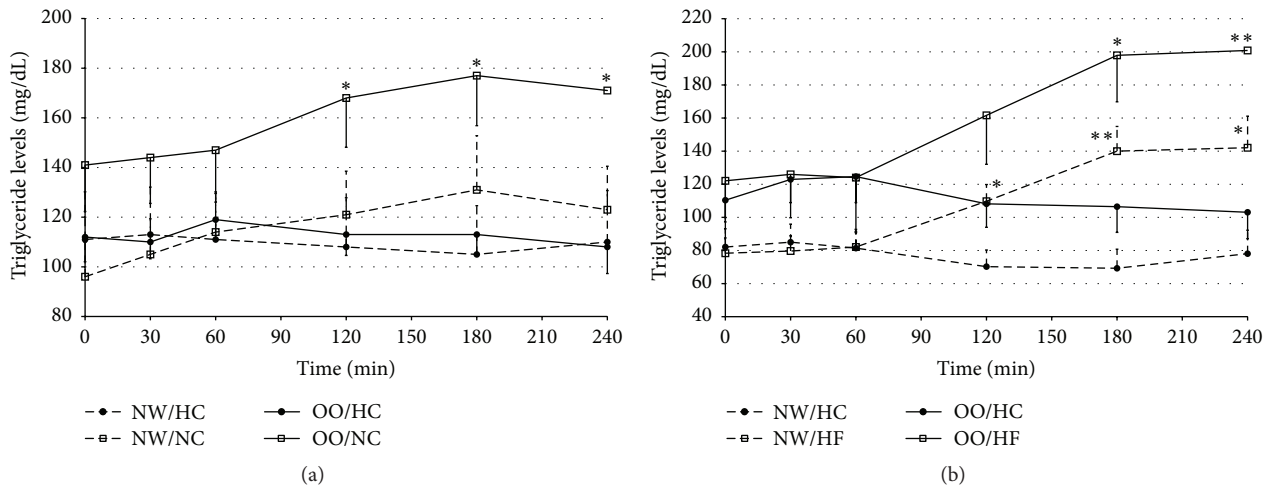 200
180
160
140
120
100
80
Triglyceride levels (mg/dL)
* * *
0 30 60 90 120 150 180 210 240
Time (min)
NW/HC OO/HC
NW/NC OO/NC
(a)
220
200
180
160
140
120
100
80
60
40
Triglyceride levels (mg/dL)
* **
** *
*
0 30 60 90 120 150 180 210 240
Time (min)
NW/HC OO/HC
NW/HF OO/HF
(b)